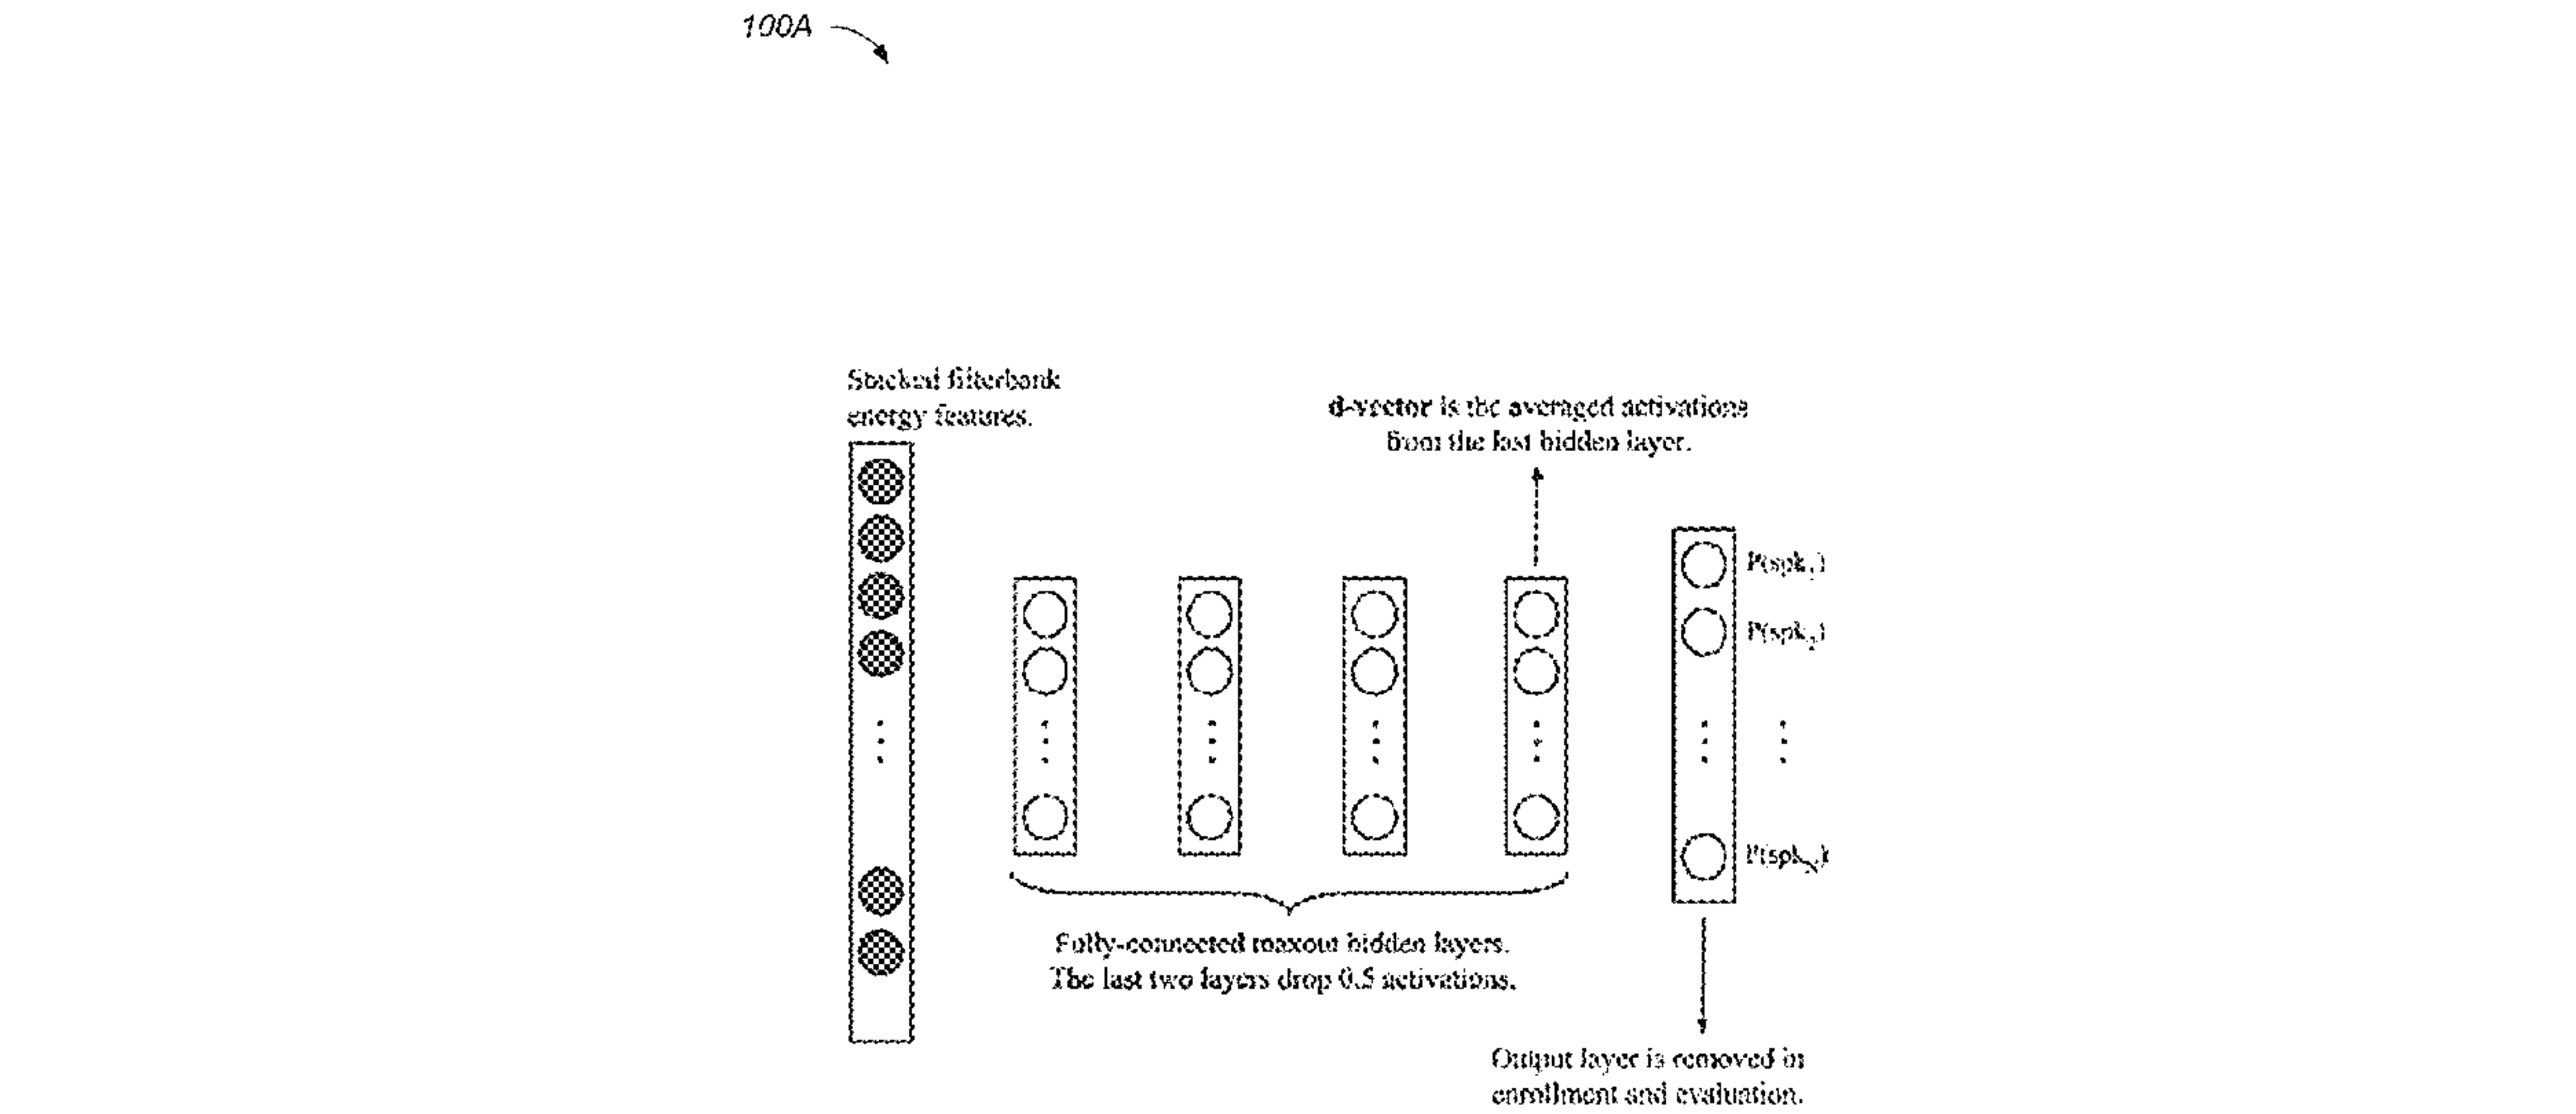 100A
Stacked filterbank
energy features.
d-vector is the averaged activations
from the last hidden layer.
P(spk₁)
P(spk₂)
P(spk_N)
Fully-connected maxout hidden layers.
The last two layers drop 0.5 activations.
Output layer is removed in
enrollment and evaluation.